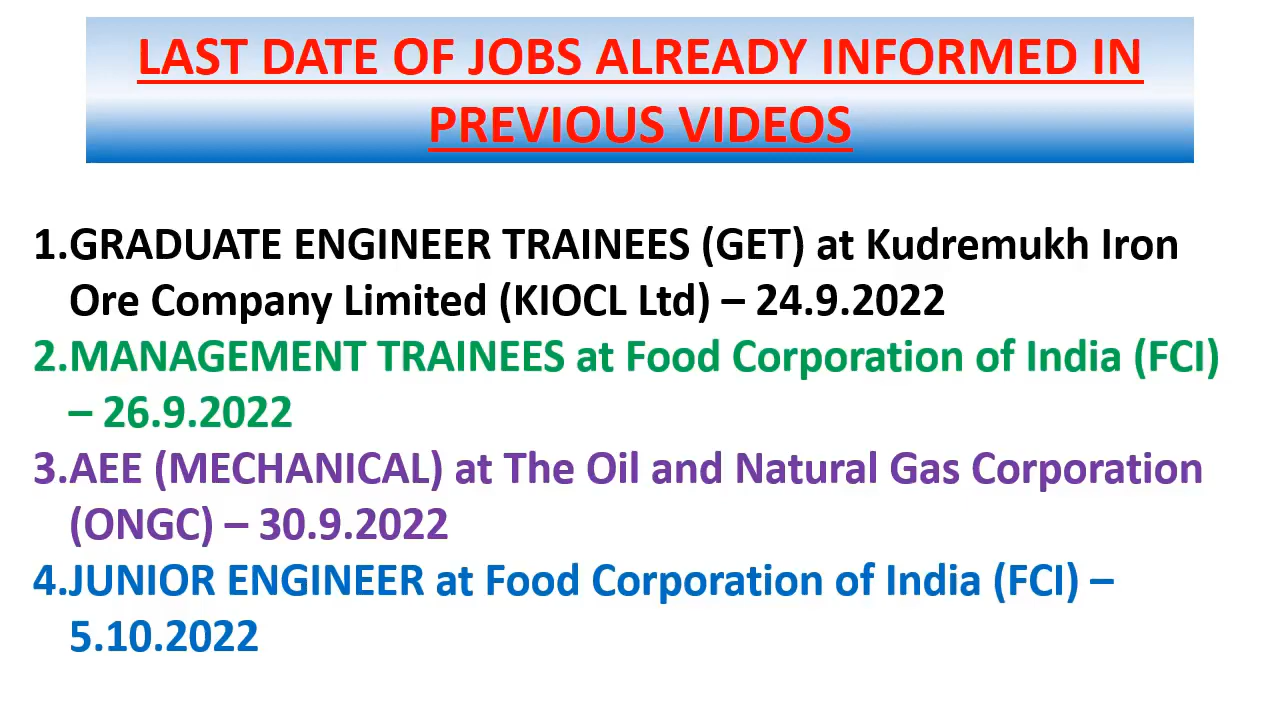 LAST DATE OF JOBS ALREADY INFORMED IN
PREVIOUS VIDEOS
1.GRADUATE ENGINEER TRAINEES (GET) at Kudremukh Iron
Ore Company Limited (KIOCL Ltd) – 24.9.2022
2.MANAGEMENT TRAINEES at Food Corporation of India (FCI)
– 26.9.2022
3.AEE (MECHANICAL) at The Oil and Natural Gas Corporation
(ONGC) – 30.9.2022
4.JUNIOR ENGINEER at Food Corporation of India (FCI) –
5.10.2022